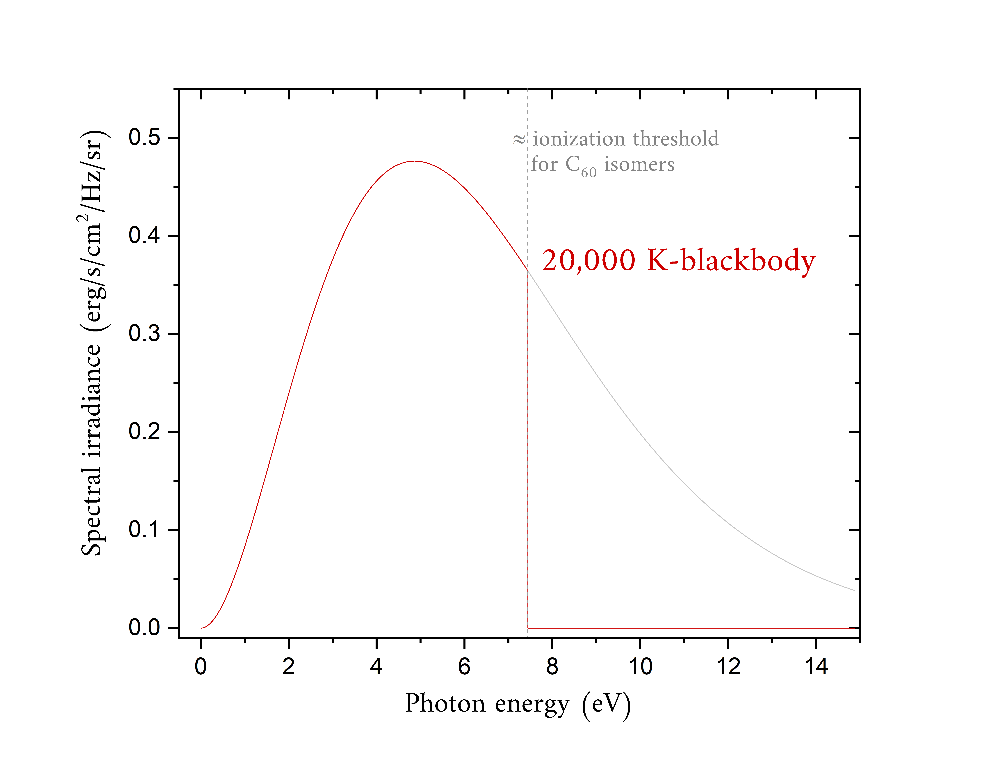 ≈ ionization threshold
for C₆₀ isomers
20,000 K-blackbody
Spectral irradiance (erg/s/cm²/Hz/sr)
0.5
0.4
0.3
0.2
0.1
0.0
0 2 4 6 8 10 12 14
Photon energy (eV)